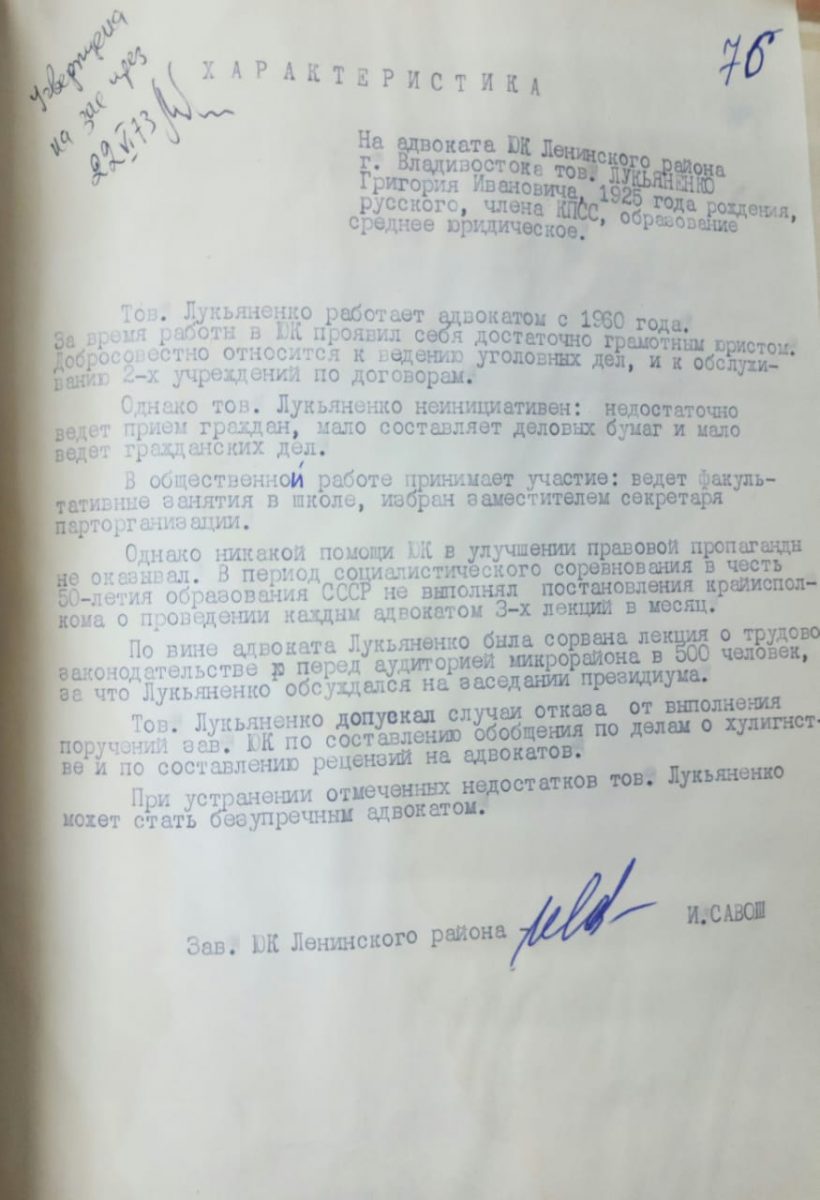 Утверждена
на зас през
22 VI 73
76
ХАРАКТЕРИСТИКА
На адвоката ЮК Ленинского района
г. Владивостока тов. ЛУКЬЯНЕНКО
Григория Ивановича, 1925 года рождения,
русского, члена КПСС, образование
среднее юридическое.
Тов. Лукьяненко работает адвокатом с 1960 года.
За время работы в ЮК проявил себя достаточно грамотным юристом.
Добросовестно относится к ведению уголовных дел, и к обслужи-
ванию 2-х учреждений по договорам.
Однако тов. Лукьяненко неинициативен: недостаточно
ведет прием граждан, мало составляет деловых бумаг и мало
ведет гражданских дел.
В общественной работе принимает участие: ведет факуль-
тативные занятия в школе, избран заместителем секретаря
парторганизации.
Однако никакой помощи ЮК в улучшении правовой пропаганды
не оказывал. В период социалистического соревнования в честь
50-летия образования СССР не выполнял постановления крайиспол-
кома о проведении каждым адвокатом 3-х лекций в месяц.
По вине адвоката Лукьяненко была сорвана лекция о трудово
законодательстве перед аудиторией микрорайона в 500 человек,
за что Лукьяненко обсуждался на заседании президиума.
Тов. Лукьяненко допускал случаи отказа от выполнения
поручений зав. ЮК по составлению обобщения по делам о хулигнст-
ве и по составлению рецензий на адвокатов.
При устранении отмеченных недостатков тов. Лукьяненко
может стать безупречным адвокатом.
Зав. ЮК Ленинского района И.САВОШ